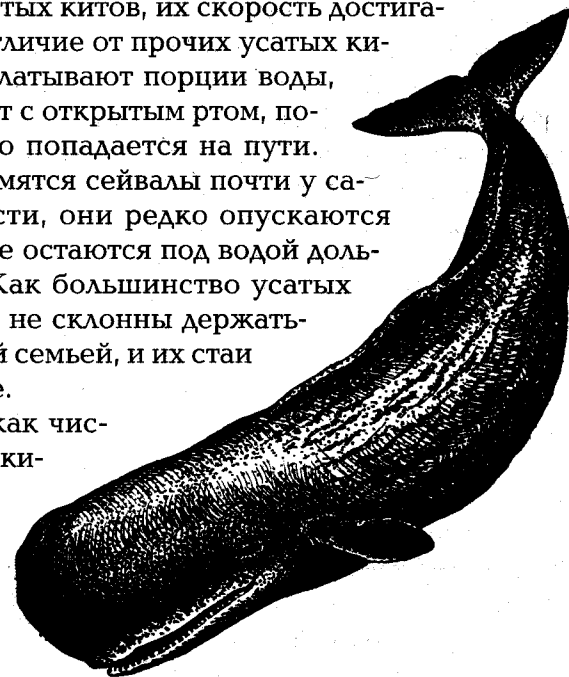 тых китов, их скорость достига-
тличие от прочих усатых ки-
латывают порции воды,
т с открытым ртом, по-
о попадается на пути.
мятся сейвалы почти у са-
сти, они редко опускаются
е остаются под водой доль-
Как большинство усатых
не склонны держать-
й семьей, и их стаи
е.
как чис-
ки-